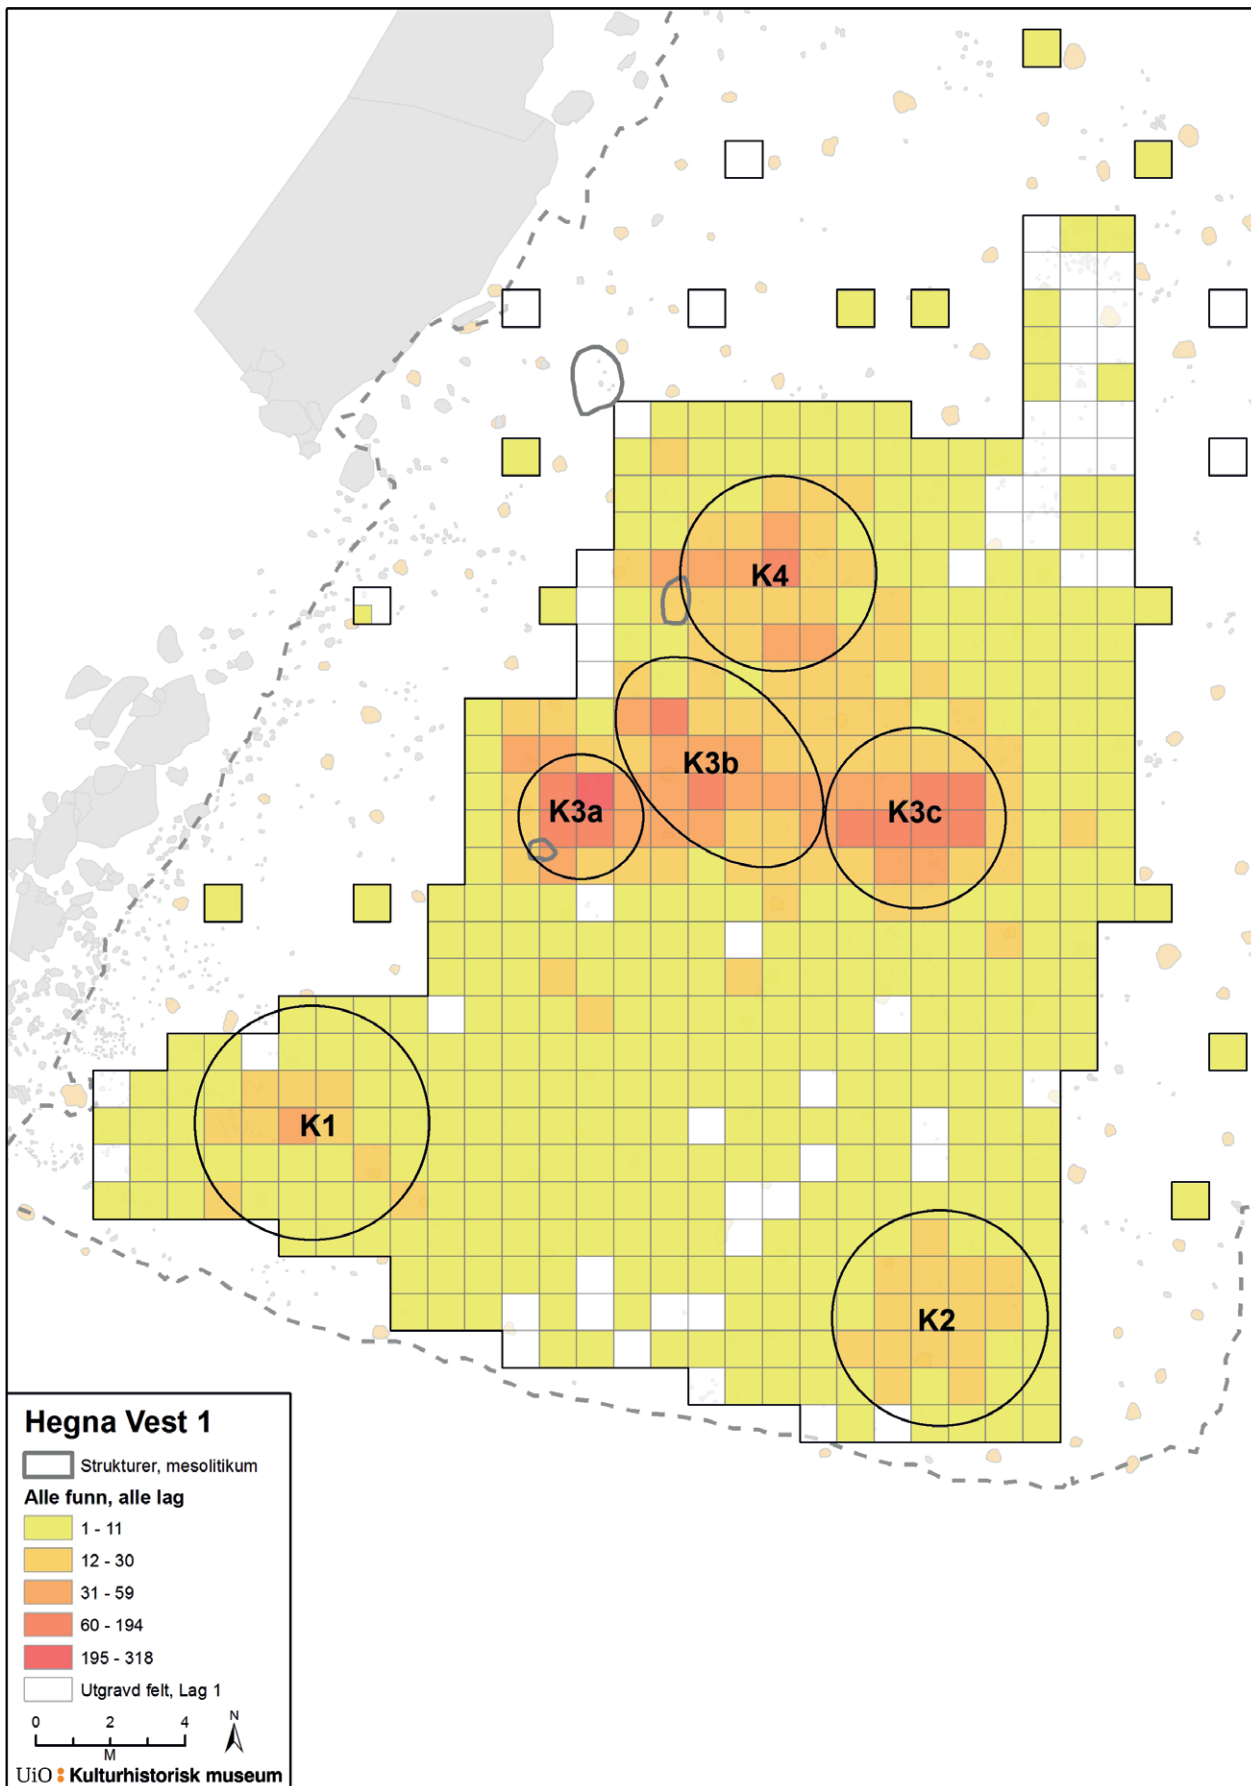 K4
K3b
K3a
K3c
K1
K2
Hegna Vest 1
Strukturer, mesolitikum
Alle funn, alle lag
1 - 11
12 - 30
31 - 59
60 - 194
195 - 318
Utgravd felt, Lag 1
0 2 4
M
N
UiO Kulturhistorisk museum